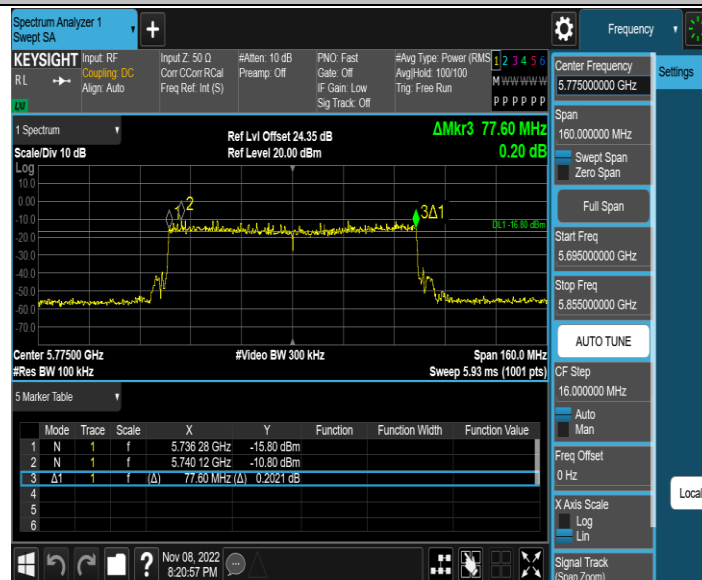 Spectrum Analyzer 1
Swept SA
Frequency
KEYSIGHT Input: RF Input Z: 50 Ω #Atten: 10 dB PNO: Fast #Avg Type: Power (RMS 1 2 3 4 5 6
RL Coupling: DC Corr CCorr RCal Preamp: Off Gate: Off Avg|Hold: 100/100 M W W W W W
Align: Auto Freq Ref: Int (S) IF Gain: Low Trig: Free Run
Sig Track: Off P P P P P P
LXI
1 Spectrum
Ref Lvl Offset 24.35 dB ΔMkr3 77.60 MHz
Scale/Div 10 dB Ref Level 20.00 dBm 0.20 dB
Log
10.0
0.00
-10.0
-20.0
-30.0
-40.0
-50.0
-60.0
-70.0
1 2
3Δ1
DL1 -16.80 dBm
Center 5.77500 GHz #Video BW 300 kHz Span 160.0 MHz
#Res BW 100 kHz Sweep 5.93 ms (1001 pts)
5 Marker Table
Mode Trace Scale X Y Function Function Width Function Value
1 N 1 f 5.736 28 GHz -15.80 dBm
2 N 1 f 5.740 12 GHz -10.80 dBm
3 Δ1 1 f (Δ) 77.60 MHz (Δ) 0.2021 dB
4
5
6
?
Nov 08, 2022
8:20:57 PM
Center Frequency
5.775000000 GHz
Span
160.000000 MHz
Swept Span
Zero Span
Full Span
Start Freq
5.695000000 GHz
Stop Freq
5.855000000 GHz
AUTO TUNE
CF Step
16.000000 MHz
Auto
Man
Freq Offset
0 Hz
X Axis Scale
Log
Lin
Signal Track
(Span Zoom)
Settings
Local